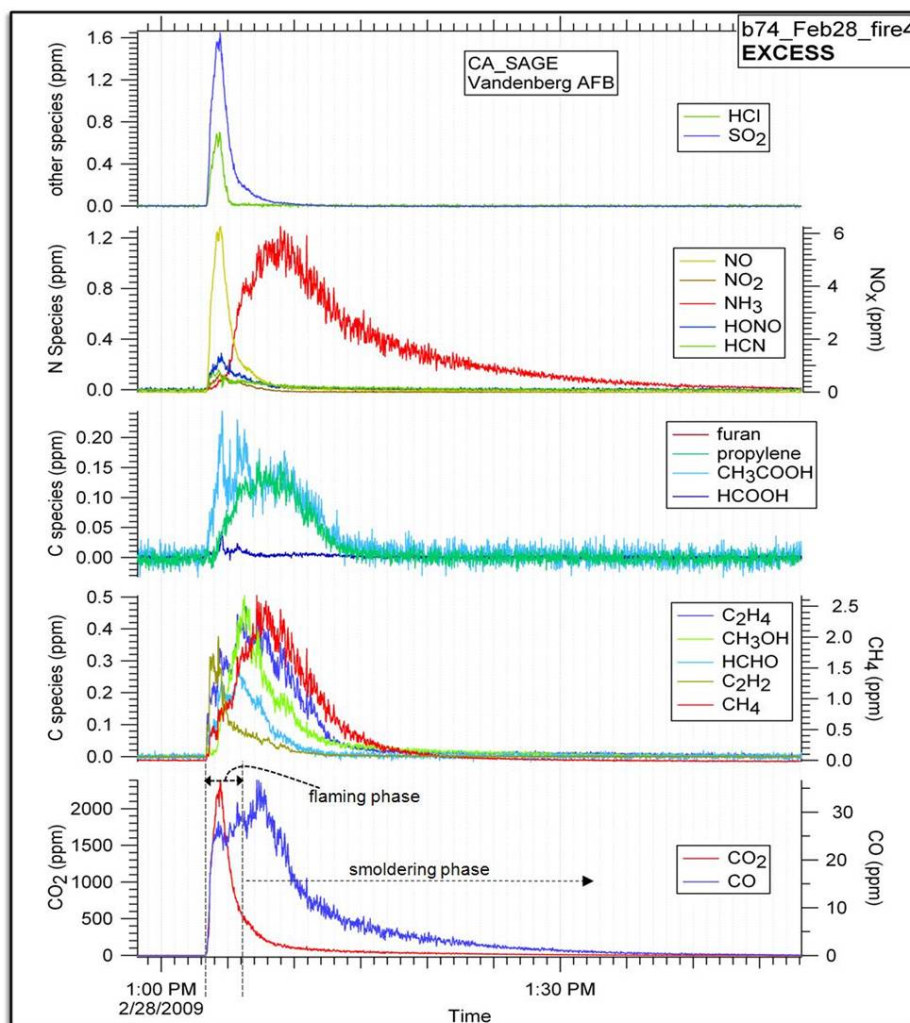 b74_Feb28_fire4
EXCESS
CA_SAGE
Vandenberg AFB
other species (ppm)
1.6
1.2
0.8
0.4
0.0
HCl
SO2
N Species (ppm)
1.2
0.8
0.4
0.0
NO
NO2
NH3
HONO
HCN
6
4
2
0
NOx (ppm)
C species (ppm)
0.20
0.15
0.10
0.05
0.00
furan
propylene
CH3COOH
HCOOH
C species (ppm)
0.5
0.4
0.3
0.2
0.1
0.0
C2H4
CH3OH
HCHO
C2H2
CH4
2.5
2.0
1.5
1.0
0.5
0.0
CH4 (ppm)
CO2 (ppm)
2000
1500
1000
500
0
flaming phase
smoldering phase
CO2
CO
30
20
10
0
CO (ppm)
1:00 PM
2/28/2009
1:30 PM
Time